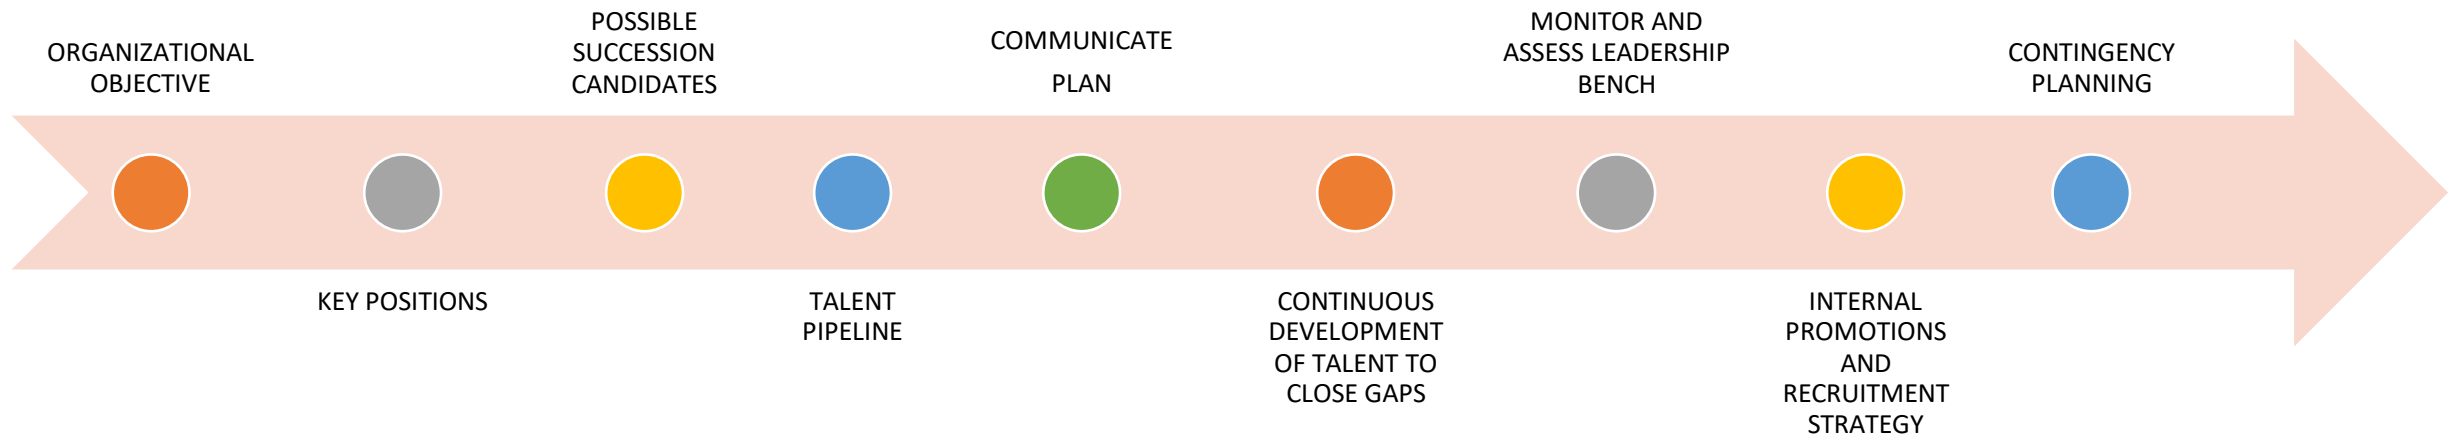 ORGANIZATIONAL
OBJECTIVE
KEY POSITIONS
POSSIBLE
SUCCESSION
CANDIDATES
TALENT
PIPELINE
COMMUNICATE
PLAN
CONTINUOUS
DEVELOPMENT
OF TALENT TO
CLOSE GAPS
MONITOR AND
ASSESS LEADERSHIP
BENCH
INTERNAL
PROMOTIONS
AND
RECRUITMENT
STRATEGY
CONTINGENCY
PLANNING